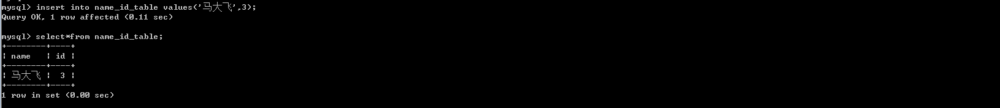 mysql> insert into name_id_table values('马大飞',3);
Query OK, 1 row affected (0.11 sec)
mysql> select*from name_id_table;
+--------+----+
| name   | id |
+--------+----+
| 马大飞 |  3 |
+--------+----+
1 row in set (0.00 sec)